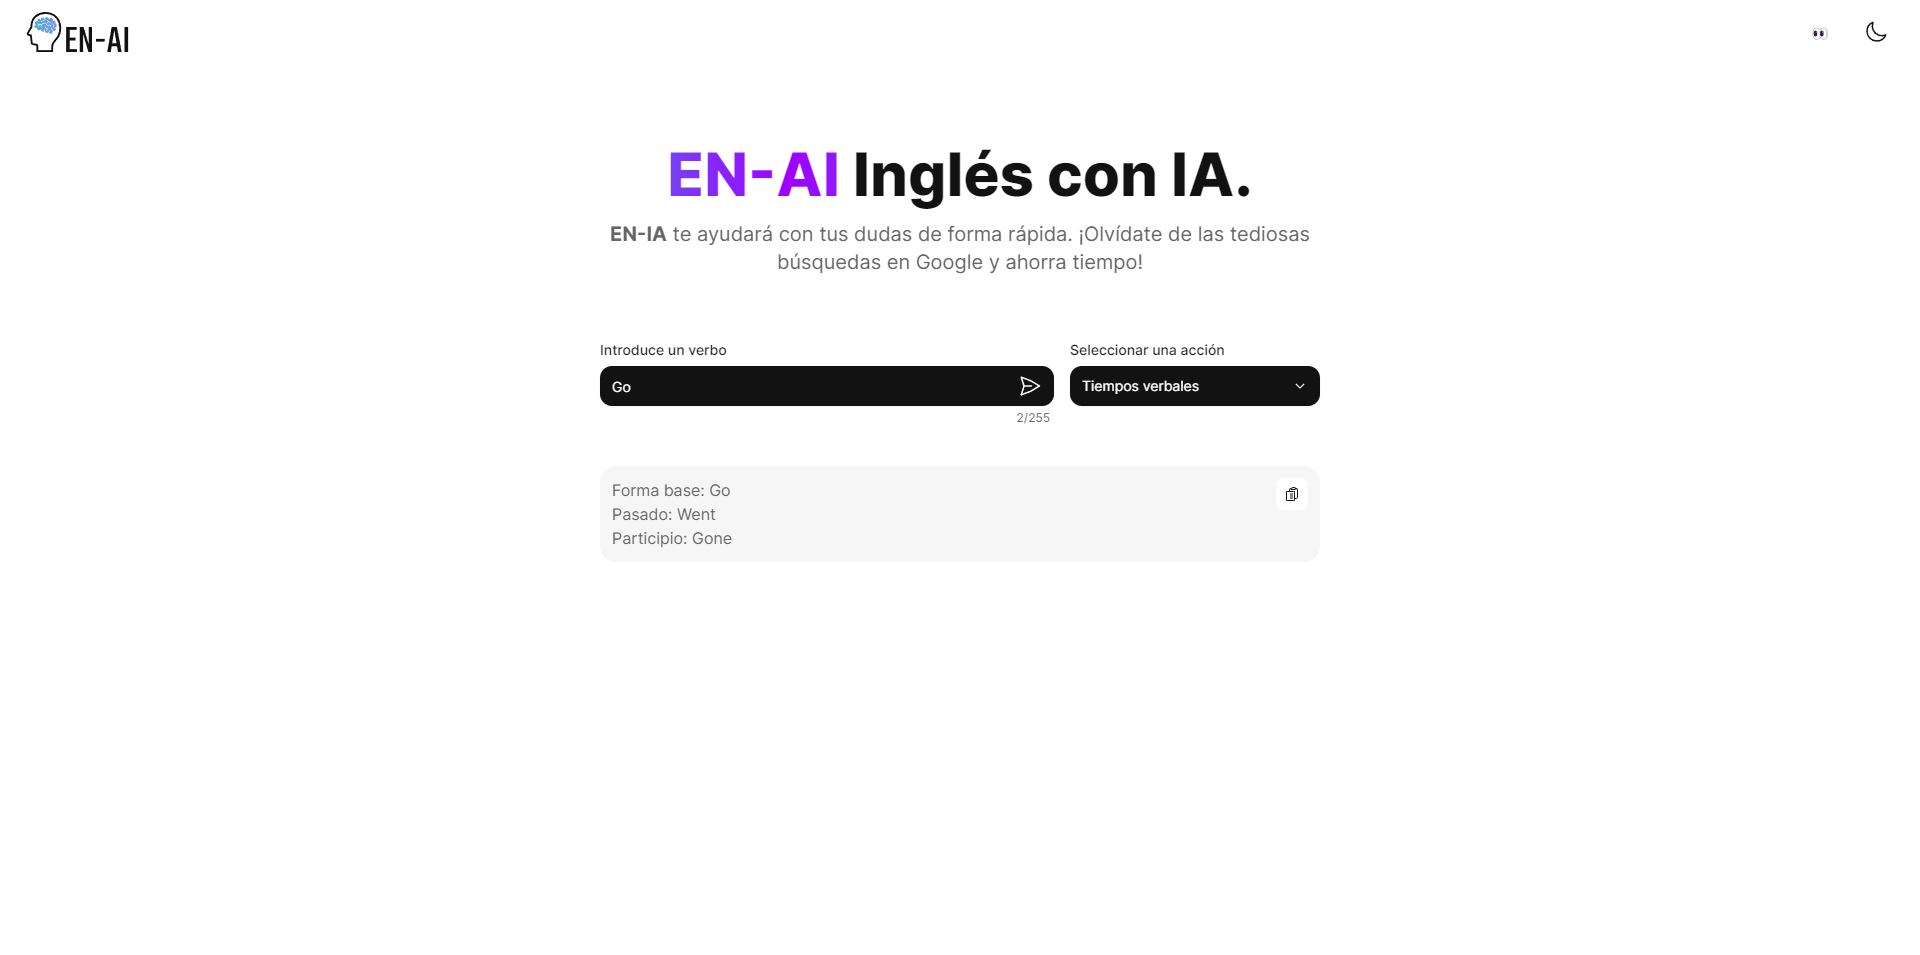 EN-AI
EN-AI Inglés con IA.
EN-IA te ayudará con tus dudas de forma rápida. ¡Olvídate de las tediosas
búsquedas en Google y ahorra tiempo!
Introduce un verbo
Seleccionar una acción
Go
Tiempos verbales
2/255
Forma base: Go
Pasado: Went
Participio: Gone